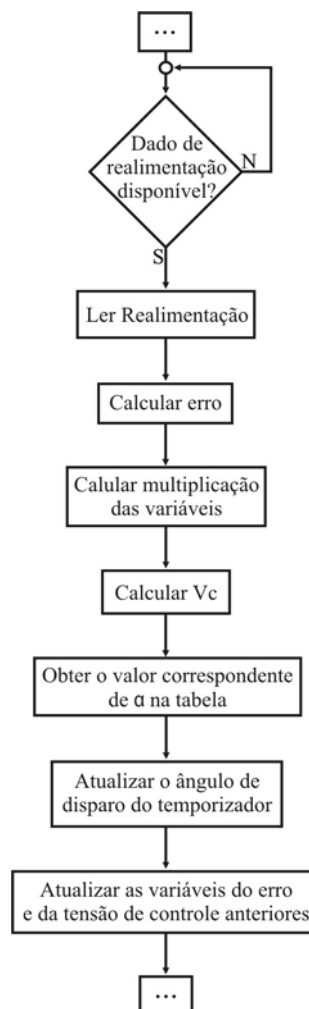 ...
Dado de
realimentação
disponível?
N
S
Ler Realimentação
Calcular erro
Calular multiplicação
das variáveis
Calcular Vc
Obter o valor correspondente
de α na tabela
Atualizar o ângulo de
disparo do temporizador
Atualizar as variáveis do erro
e da tensão de controle anteriores
...